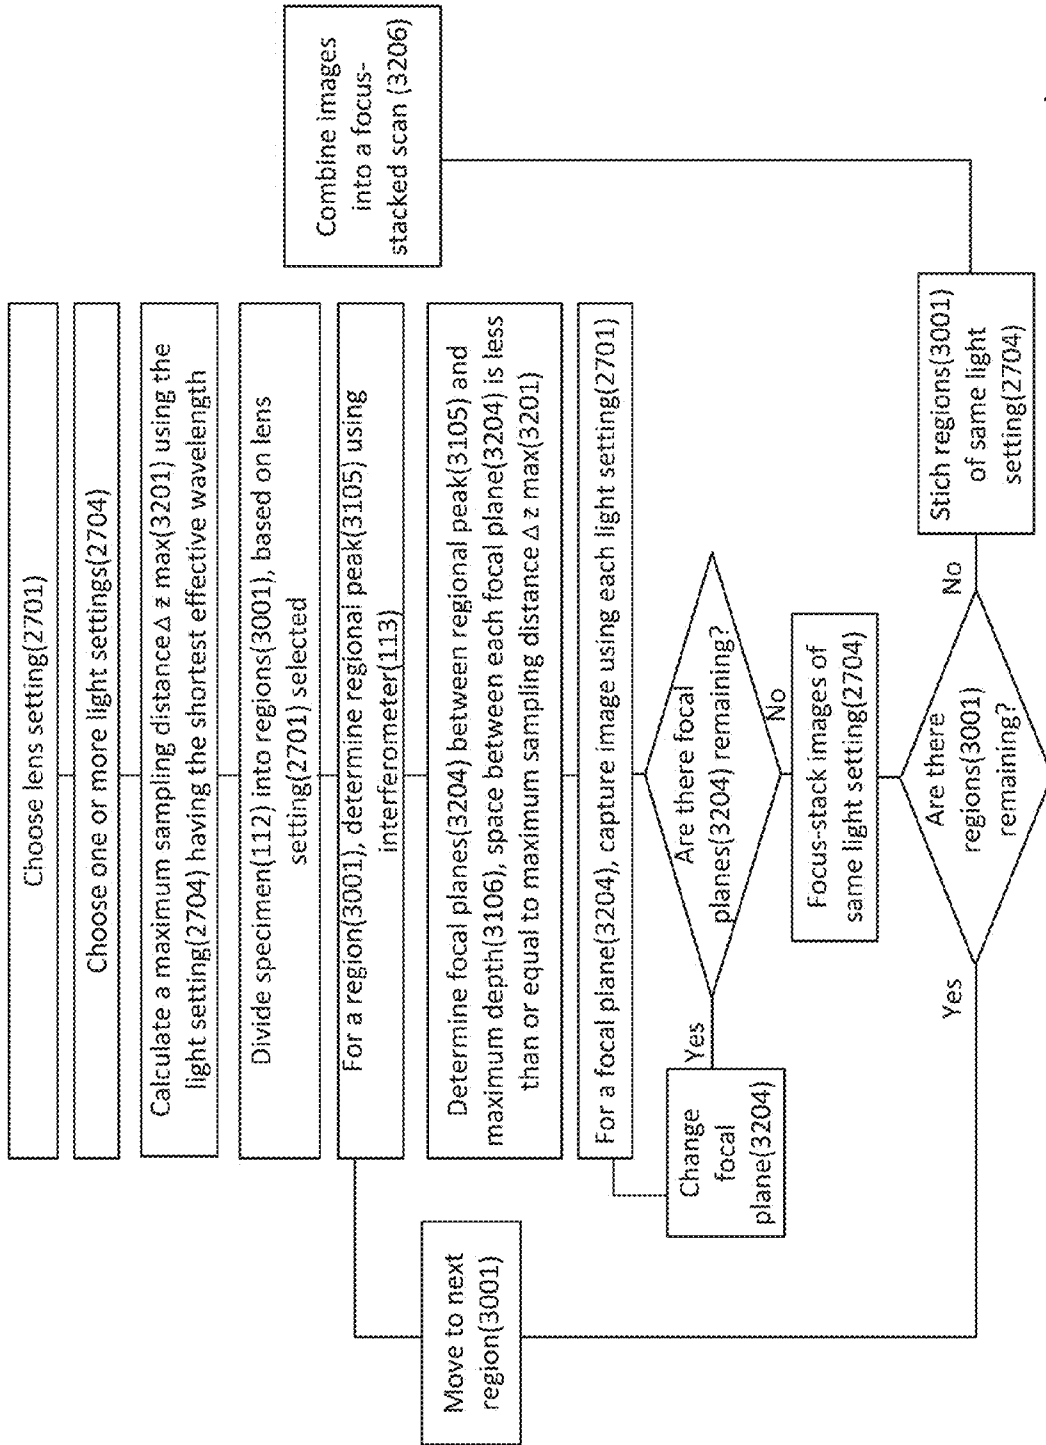 Choose lens setting(2701)
Choose one or more light settings(2704)
Calculate a maximum sampling distance Δ z max(3201) using the
light setting(2704) having the shortest effective wavelength
Divide specimen(112) into regions(3001), based on lens
setting(2701) selected
For a region(3001), determine regional peak(3105) using
interferometer(113)
Determine focal planes(3204) between regional peak(3105) and
maximum depth(3106), space between each focal plane(3204) is less
than or equal to maximum sampling distance Δ z max(3201)
For a focal plane(3204), capture image using each light setting(2701)
Are there focal
planes(3204) remaining?
Yes
Change
focal
plane(3204)
No
Focus-stack images of
same light setting(2704)
Are there
regions(3001)
remaining?
Yes
Move to next
region(3001)
No
Stich regions(3001)
of same light
setting(2704)
Combine images
into a focus-
stacked scan (3206)